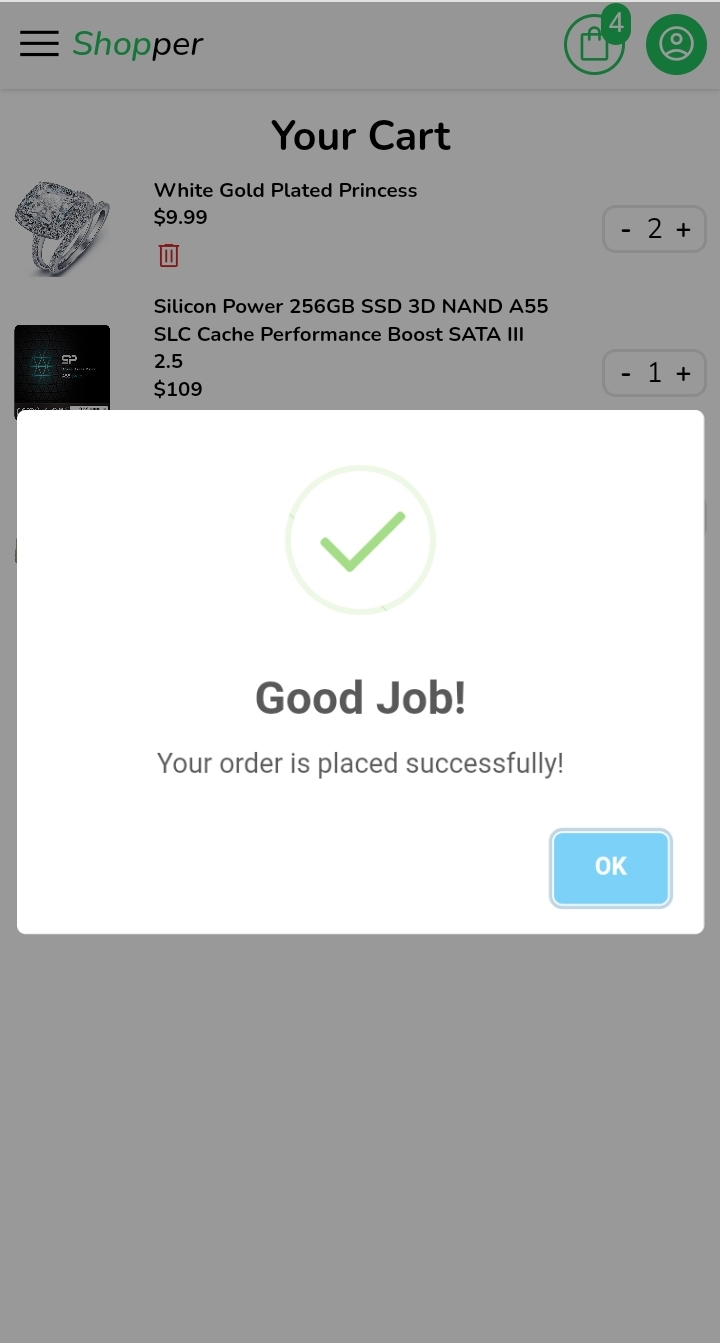 Shopper
4
Your Cart
White Gold Plated Princess
$9.99
- 2 +
Silicon Power 256GB SSD 3D NAND A55
SLC Cache Performance Boost SATA III
2.5
$109
- 1 +
SP
Good Job!
Your order is placed successfully!
OK